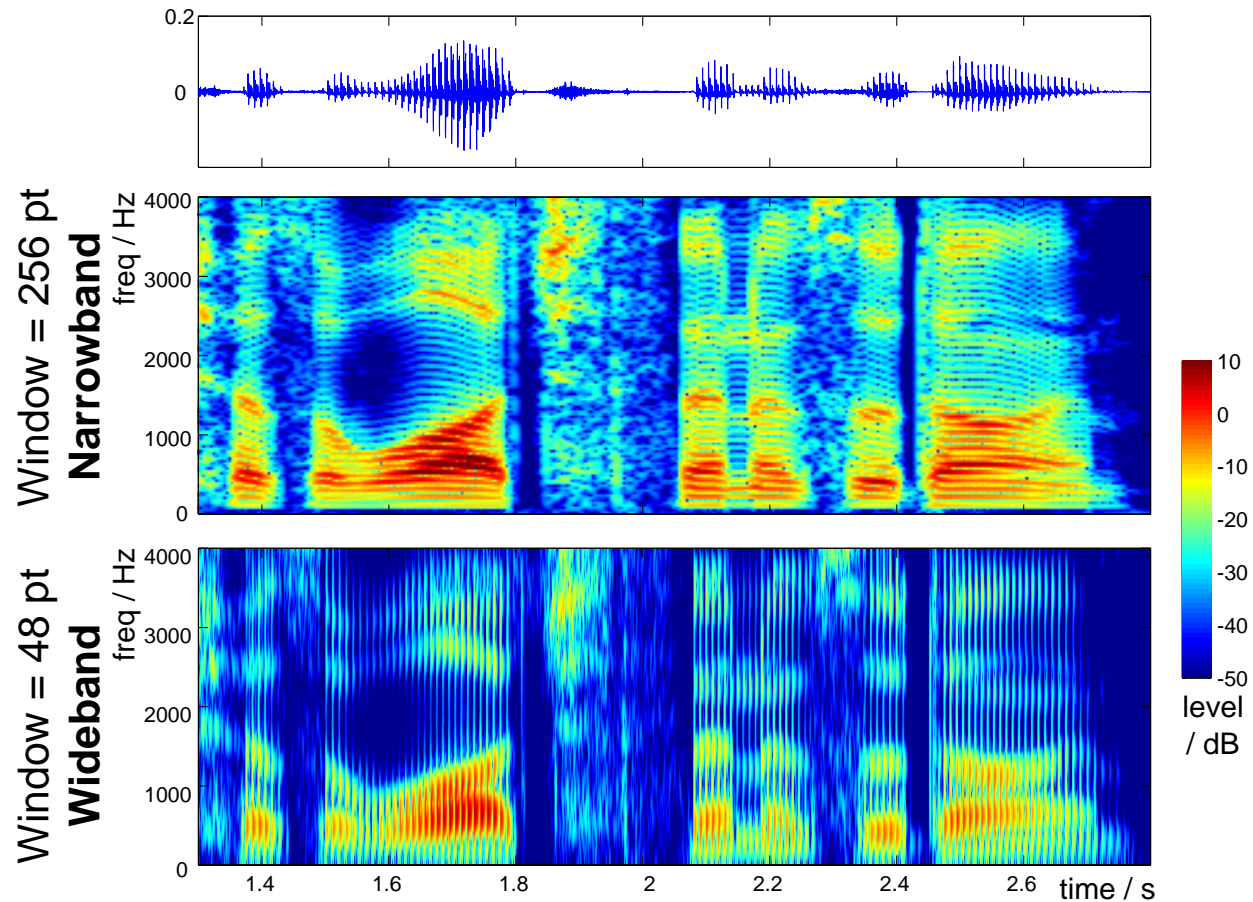 0.2
0
Window = 256 pt
Narrowband
freq / Hz
4000
3000
2000
1000
0
Window = 48 pt
Wideband
freq / Hz
4000
3000
2000
1000
0
1.4
1.6
1.8
2
2.2
2.4
2.6
time / s
10
0
-10
-20
-30
-40
-50
level
/ dB